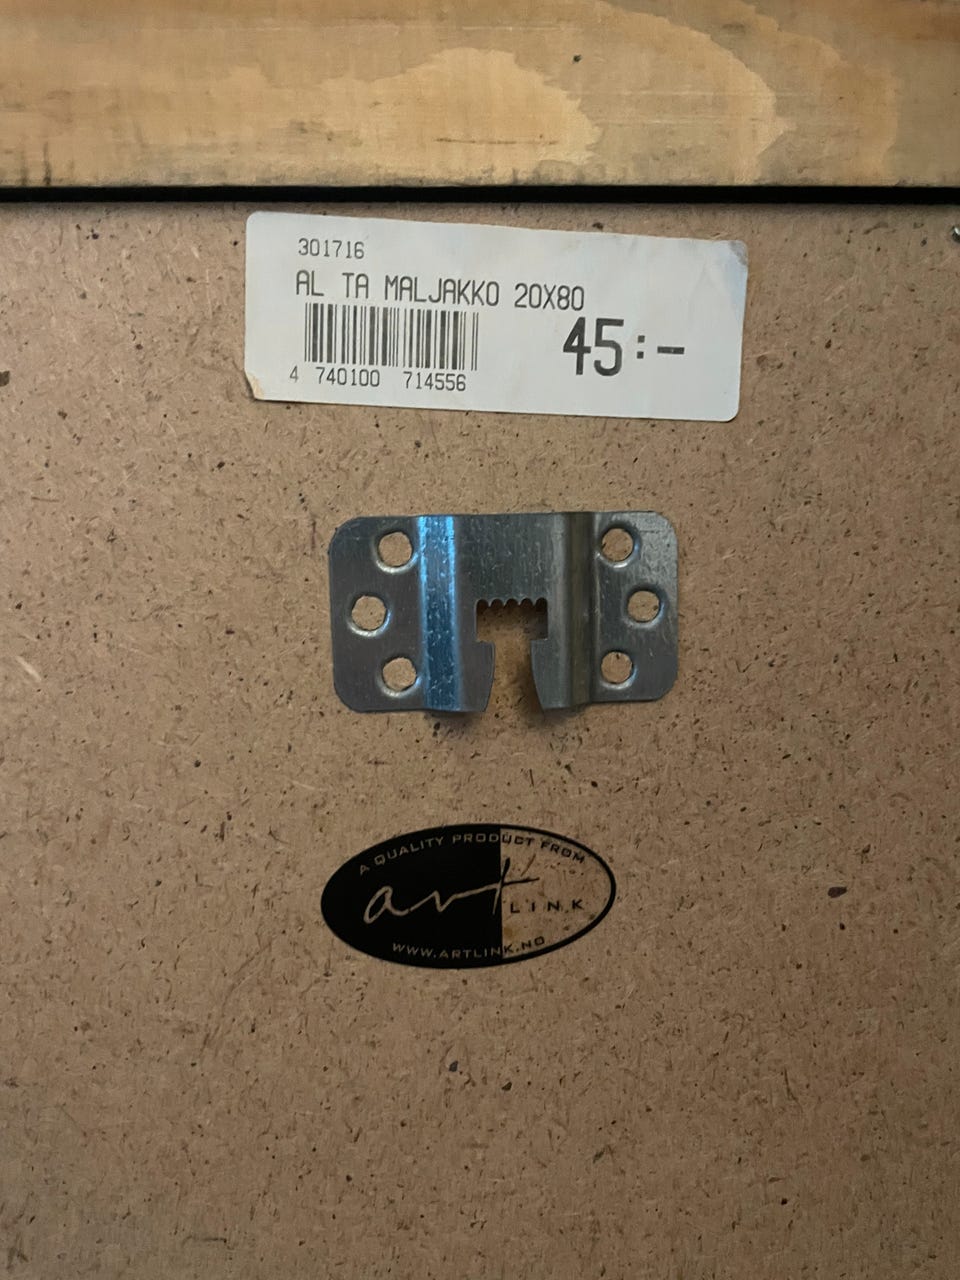 301716
AL TA MALJAKKO 20X80
45:-
4 740100 714556
A QUALITY PRODUCT FROM
art
LINK
WWW.ARTLINK.NO